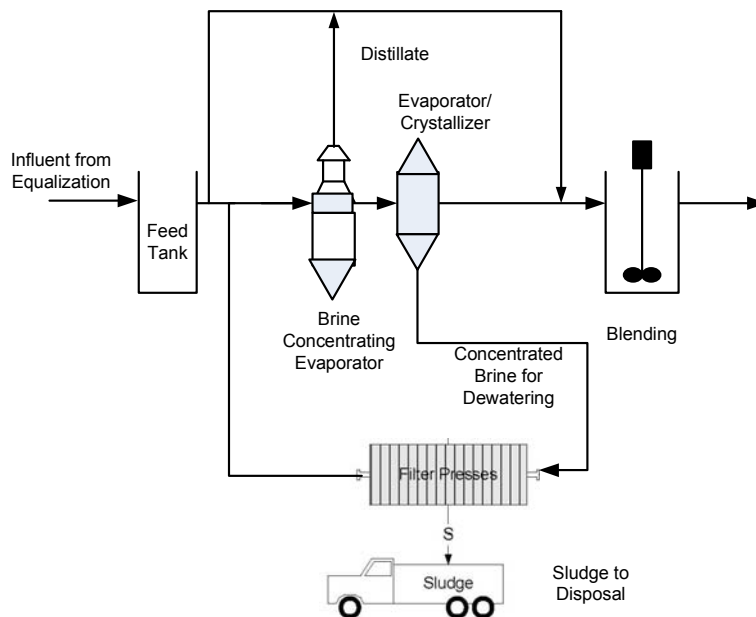 Distillate
Evaporator/
Crystallizer
Influent from
Equalization
Feed
Tank
Brine
Concentrating
Evaporator
Blending
Concentrated
Brine for
Dewatering
Filter Presses
S
Sludge
Sludge to
Disposal